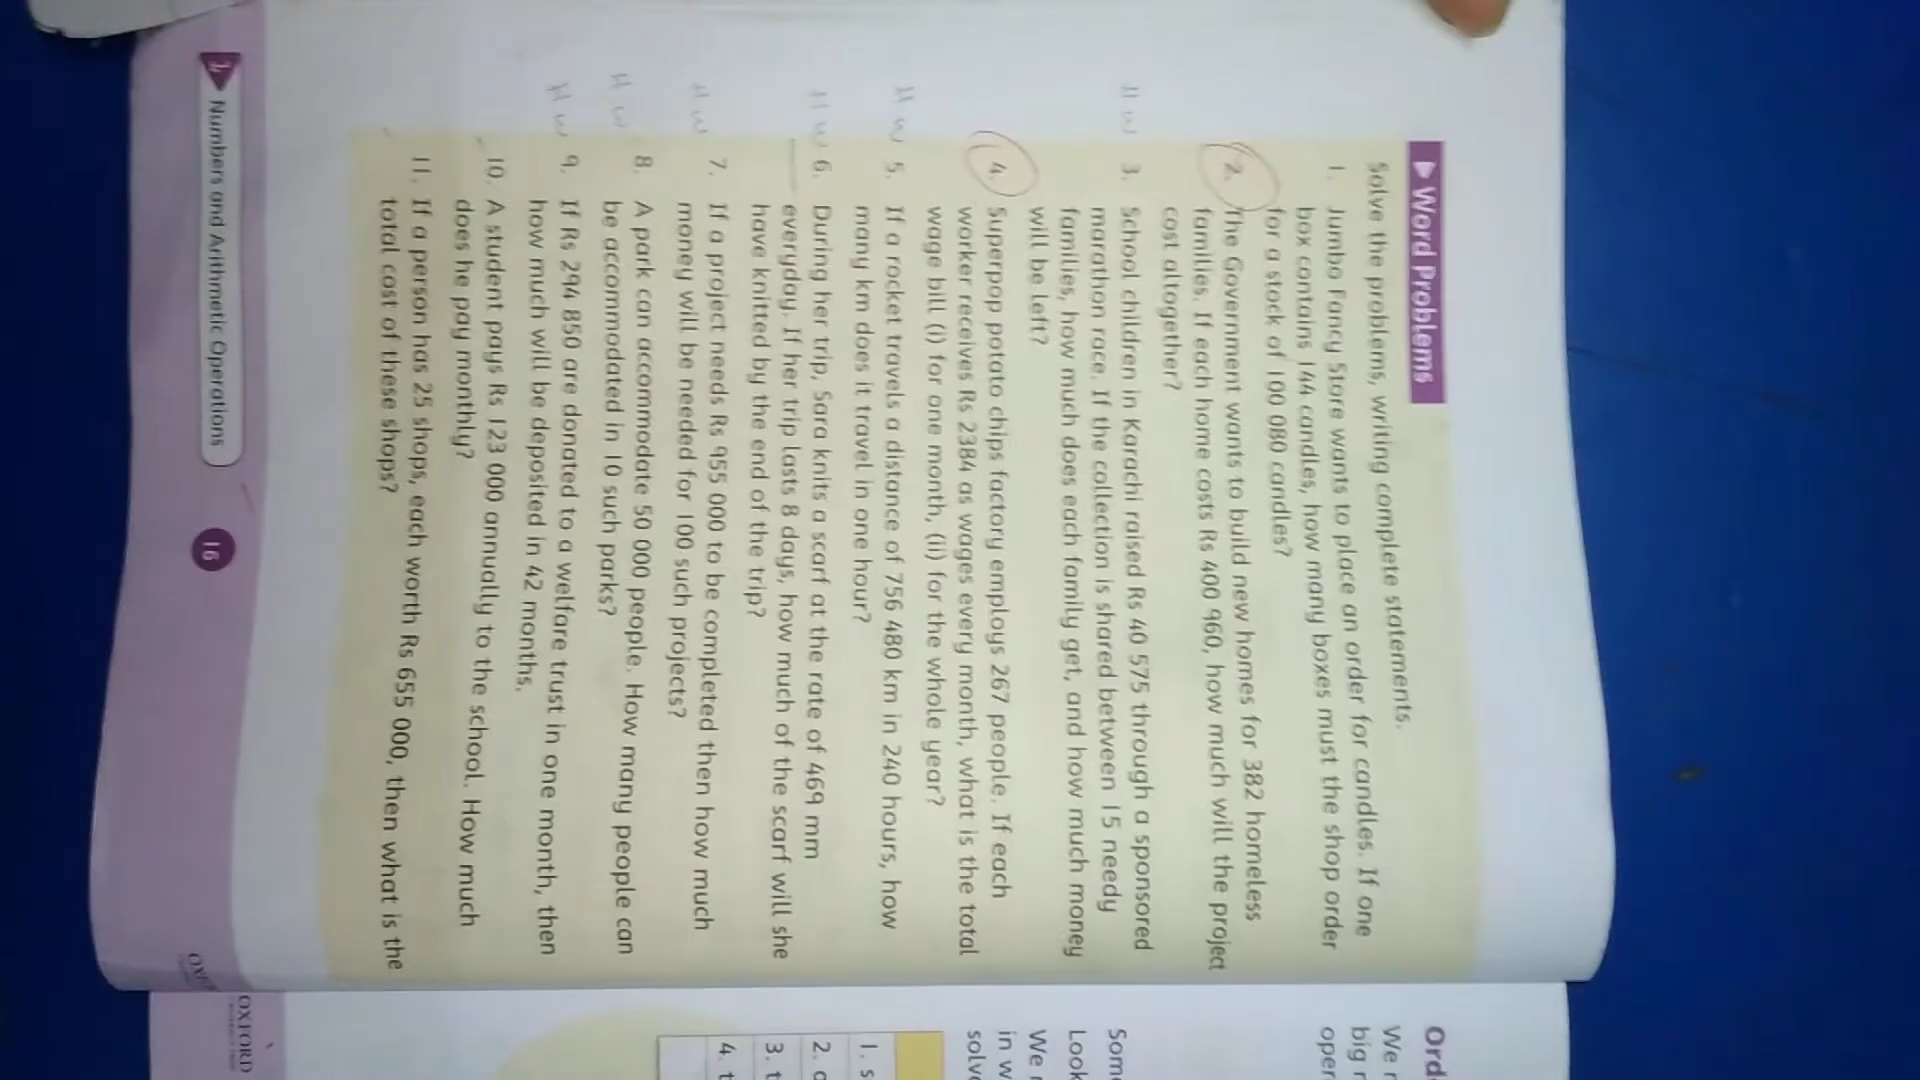 ▶ Word Problems
Solve the problems, writing complete statements.
1. Jumbo Fancy Store wants to place an order for candles. If one
box contains 144 candles, how many boxes must the shop order
for a stock of 100 080 candles?
2. The Government wants to build new homes for 382 homeless
families. If each home costs Rs 400 960, how much will the project
cost altogether?
H w 3. School children in Karachi raised Rs 40 575 through a sponsored
marathon race. If the collection is shared between 15 needy
families, how much does each family get, and how much money
will be left?
4. Superpop potato chips factory employs 267 people. If each
worker receives Rs 2384 as wages every month, what is the total
wage bill (i) for one month, (ii) for the whole year?
H w 5. If a rocket travels a distance of 756 480 km in 240 hours, how
many km does it travel in one hour?
H w 6. During her trip, Sara knits a scarf at the rate of 469 mm
everyday. If her trip lasts 8 days, how much of the scarf will she
have knitted by the end of the trip?
H w 7. If a project needs Rs 955 000 to be completed then how much
money will be needed for 100 such projects?
H w 8. A park can accommodate 50 000 people. How many people can
be accommodated in 10 such parks?
H w 9. If Rs 294 850 are donated to a welfare trust in one month, then
how much will be deposited in 42 months.
10. A student pays Rs 123 000 annually to the school. How much
does he pay monthly?
11. If a person has 25 shops, each worth Rs 655 000, then what is the
total cost of these shops?
1 Numbers and Arithmetic Operations
16
Ord
We r
big r
oper
Some
Look
We r
in w
solve
1. s
2. c
3. t
4. t
OXFORD